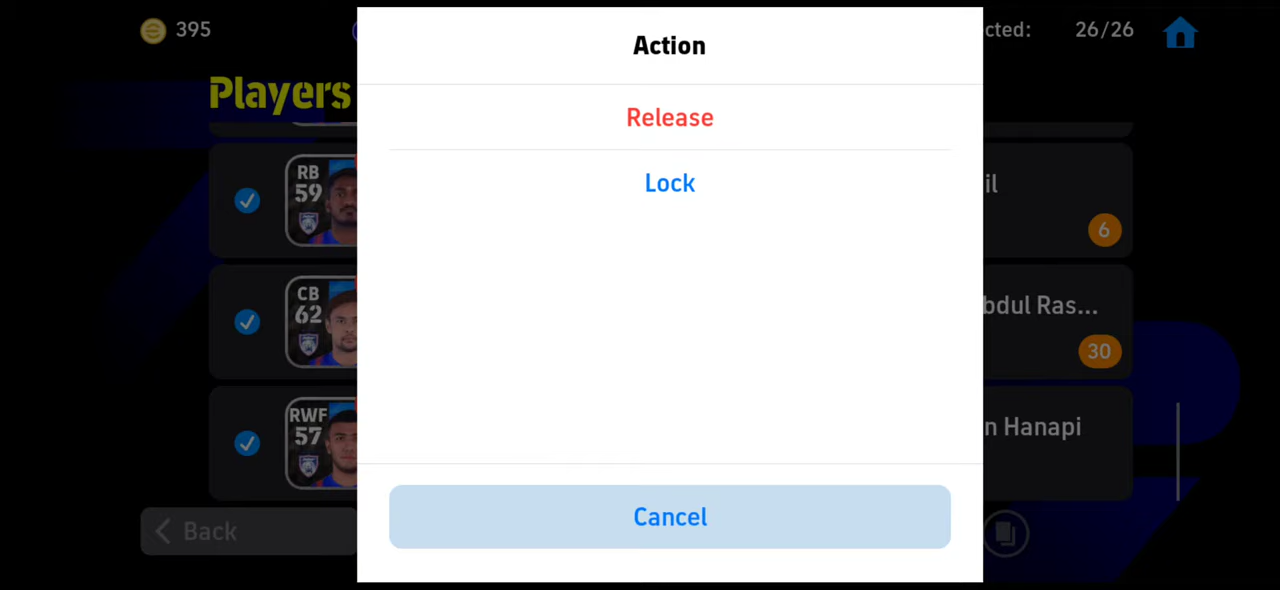 395
cted:
26/26
Action
Players
Release
RB
59
il
6
Lock
CB
62
bdul Ras...
30
RWF
57
n Hanapi
Back
Cancel